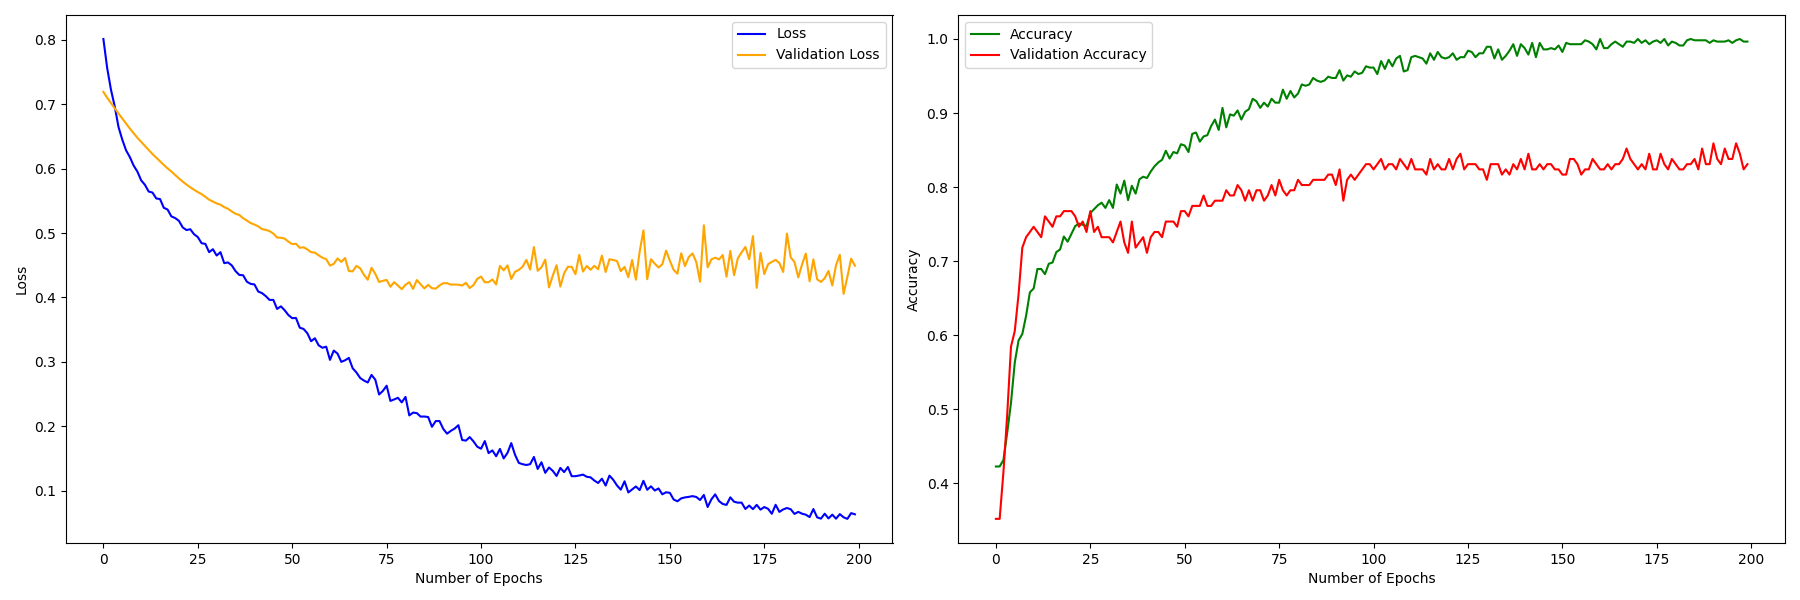 Loss
Validation Loss
0.8
0.7
0.6
0.5
0.4
0.3
0.2
0.1
Loss
0 25 50 75 100 125 150 175 200
Number of Epochs
Accuracy
Validation Accuracy
1.0
0.9
0.8
0.7
0.6
0.5
0.4
Accuracy
0 25 50 75 100 125 150 175 200
Number of Epochs